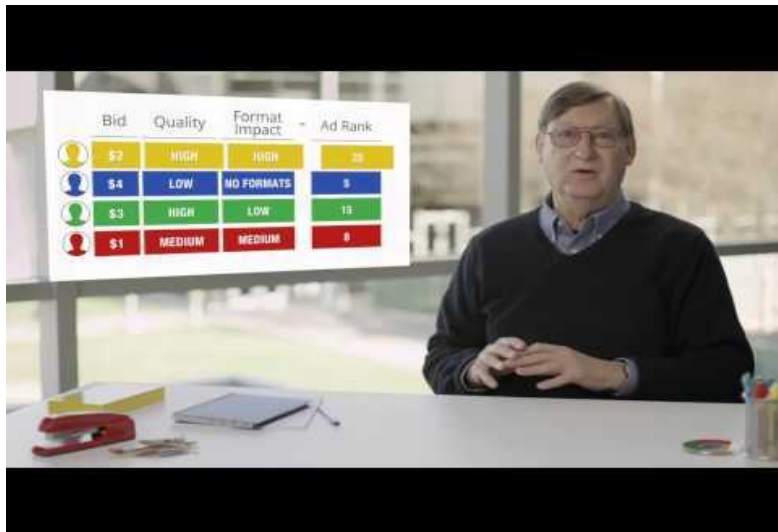 Bid Quality Format Impact = Ad Rank
$2 HIGH HIGH 20
$4 LOW NO FORMATS 5
$3 HIGH LOW 15
$1 MEDIUM MEDIUM 8